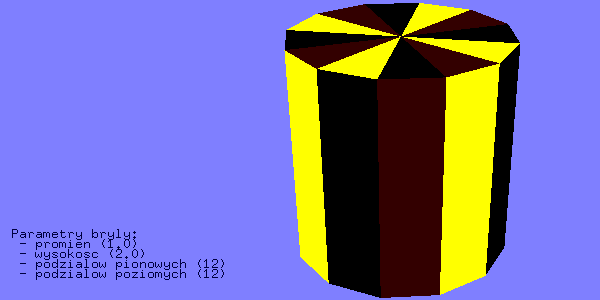 Parametry bryly:
- promien (1.0)
- wysokosc (2.0)
- podzialow pionowych (12)
- podzialow poziomych (12)